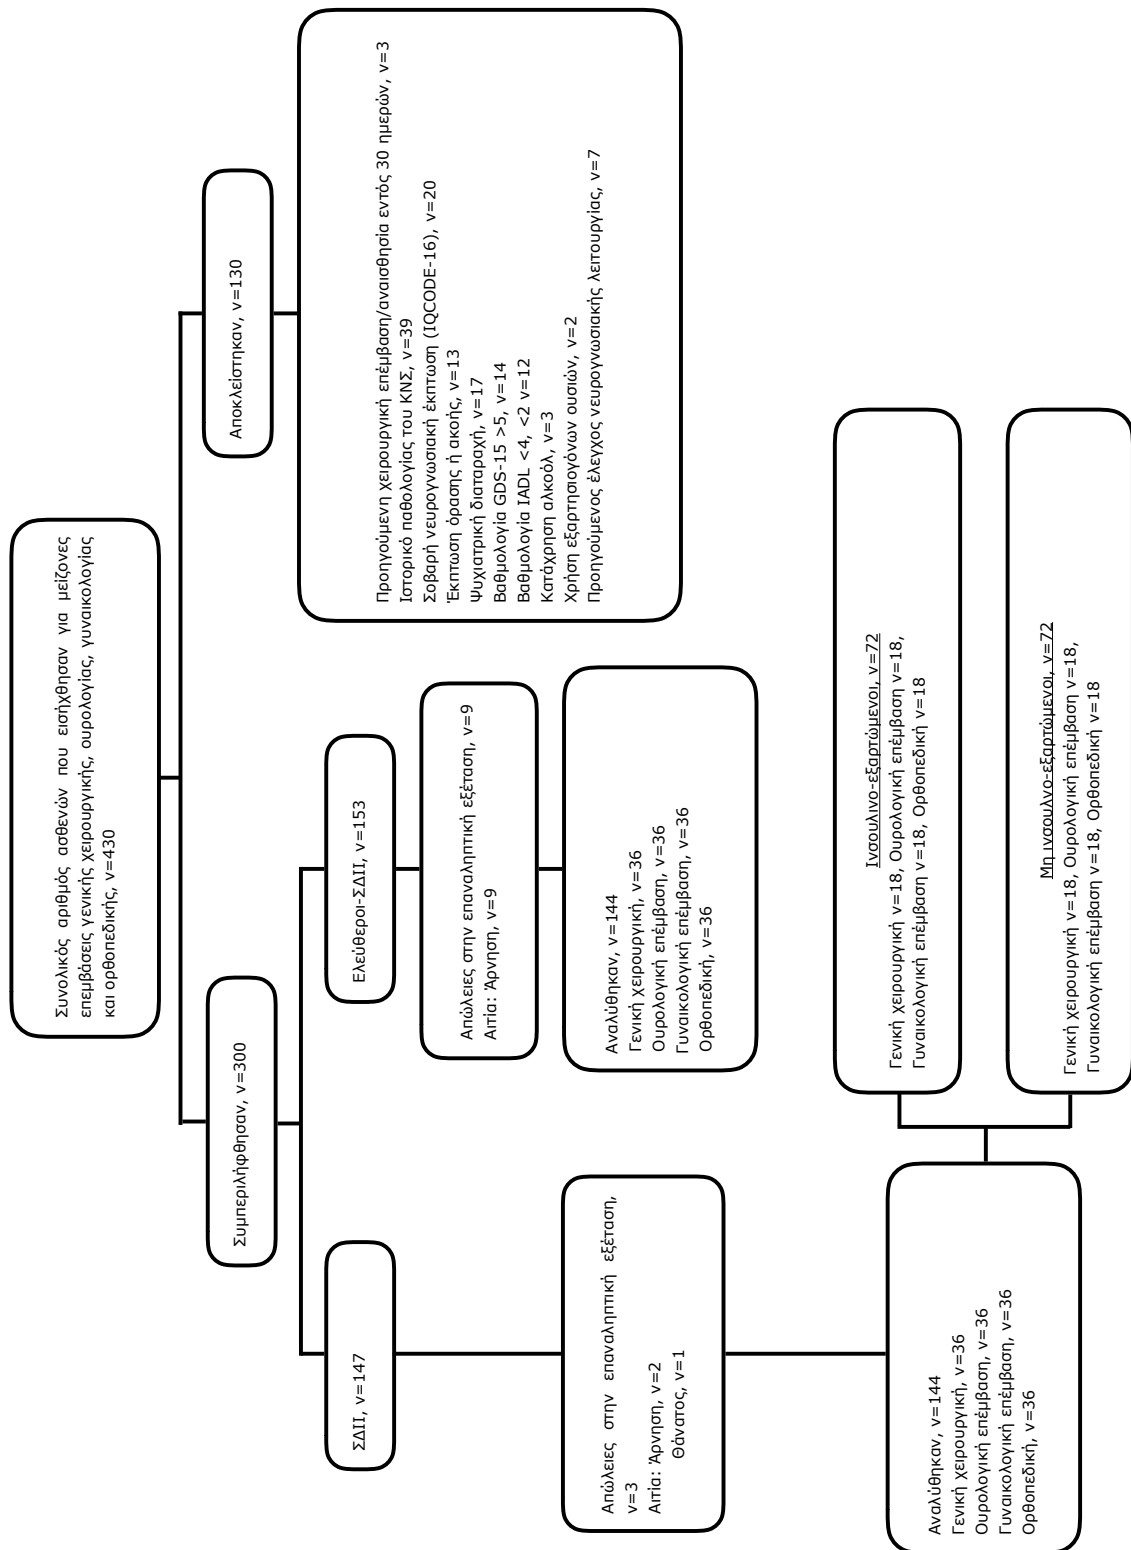 Συνολικός αριθμός ασθενών που εισήχθησαν για μείζονες
επεμβάσεις γενικής χειρουργικής, ουρολογίας, γυναικολογίας
και ορθοπεδικής, ν=430
Συμπεριλήφθησαν, ν=300
Αποκλείστηκαν, ν=130
Προηγούμενη χειρουργική επέμβαση/αναισθησία εντός 30 ημερών, ν=3
Ιστορικό παθολογίας του ΚΝΣ, ν=39
Σοβαρή νευρογνωσιακή έκπτωση (IQCODE-16), ν=20
Έκπτωση όρασης ή ακοής, ν=13
Ψυχιατρική διαταραχή, ν=17
Βαθμολογία GDS-15 >5, ν=14
Βαθμολογία IADL <4, <2 ν=12
Κατάχρηση αλκοόλ, ν=3
Χρήση εξαρτησιογόνων ουσιών, ν=2
Προηγούμενος έλεγχος νευρογνωσιακής λειτουργίας, ν=7
ΣΔΙΙ, ν=147
Ελεύθεροι-ΣΔΙΙ, ν=153
Απώλειες στην επαναληπτική εξέταση, ν=9
Αιτία: Άρνηση, ν=9
Απώλειες στην επαναληπτική εξέταση,
ν=3
Αιτία: Άρνηση, ν=2
Θάνατος, ν=1
Αναλύθηκαν, ν=144
Γενική χειρουργική, ν=36
Ουρολογική επέμβαση, ν=36
Γυναικολογική επέμβαση, ν=36
Ορθοπεδική, ν=36
Αναλύθηκαν, ν=144
Γενική χειρουργική, ν=36
Ουρολογική επέμβαση, ν=36
Γυναικολογική επέμβαση, ν=36
Ορθοπεδική, ν=36
Ινσουλινο-εξαρτώμενοι, ν=72
Γενική χειρουργική ν=18, Ουρολογική επέμβαση ν=18,
Γυναικολογική επέμβαση ν=18, Ορθοπεδική ν=18
Μη ινσουλινο-εξαρτώμενοι, ν=72
Γενική χειρουργική ν=18, Ουρολογική επέμβαση ν=18,
Γυναικολογική επέμβαση ν=18, Ορθοπεδική ν=18